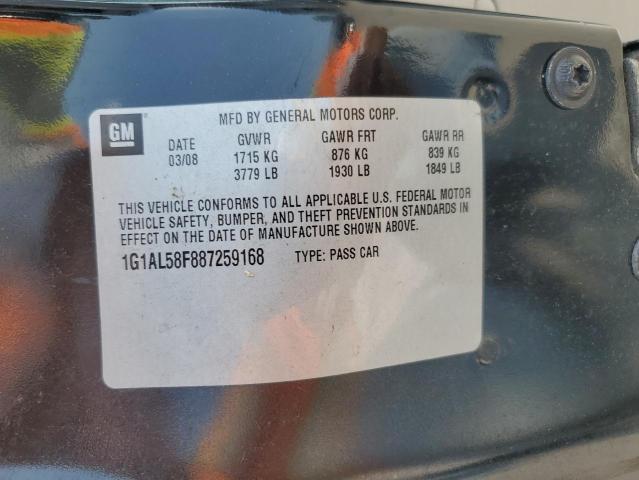 MFD BY GENERAL MOTORS CORP.
GM
DATE GVWR GAWR FRT GAWR RR
03/08 1715 KG 876 KG 839 KG
3779 LB 1930 LB 1849 LB
THIS VEHICLE CONFORMS TO ALL APPLICABLE U.S. FEDERAL MOTOR
VEHICLE SAFETY, BUMPER, AND THEFT PREVENTION STANDARDS IN
EFFECT ON THE DATE OF MANUFACTURE SHOWN ABOVE.
1G1AL58F887259168 TYPE: PASS CAR